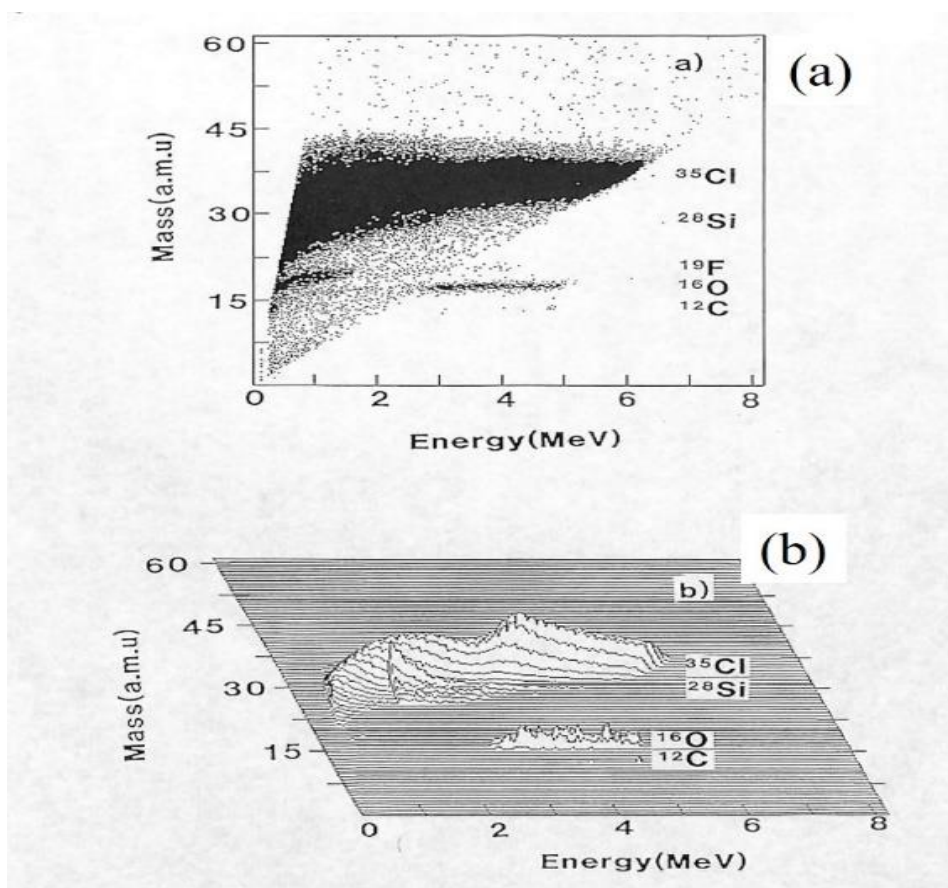 60
a)
(a)
45
Mass(a.m.u)
³⁵Cl
30
²⁸Si
¹⁹F
15
¹⁶O
¹²C
0 2 4 6 8
Energy(MeV)
(b)
60
b)
45
Mass(a.m.u)
³⁵Cl
30
²⁸Si
15
¹⁶O
¹²C
0 2 4 6 8
Energy(MeV)